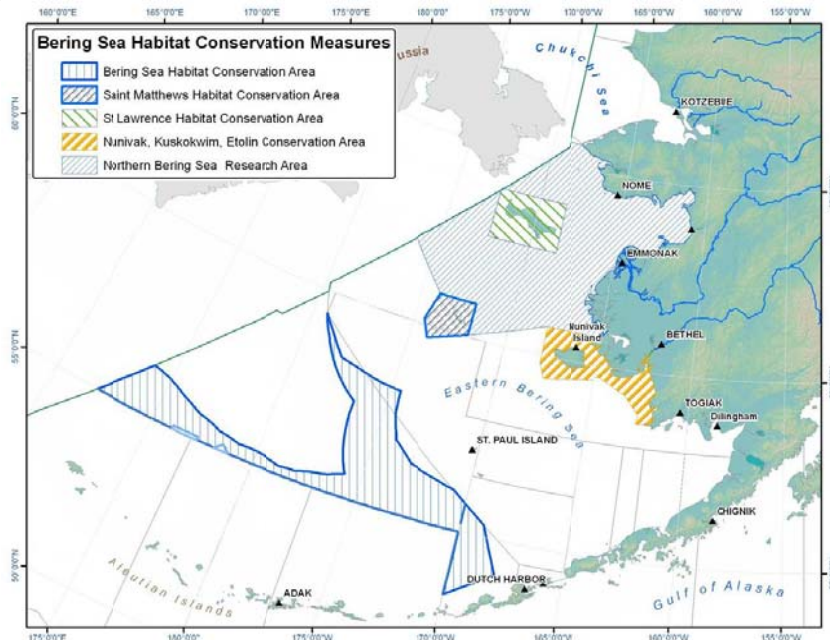 160°0'0"E 165°0'0"E 170°0'0"E 175°0'0"E 180°0'0" 175°0'0"W 170°0'0"W 165°0'0"W 160°0'0"W 155°0'0"W
Bering Sea Habitat Conservation Measures
Bering Sea Habitat Conservation Area
Saint Matthews Habitat Conservation Area
St Lawrence Habitat Conservation Area
Nunivak, Kuskokwim, Etolin Conservation Area
Northern Bering Sea Research Area
ussia
Chukchi Sea
KOTZEBUE
NOME
EMMONAK
Nunivak
Island
BETHEL
Eastern Bering Sea
TOGIAK
Dilingham
ST. PAUL ISLAND
CHIGNIK
DUTCH HARBOR
ADAK
Aleutian Islands
Gulf of Alaska
60°0'0"N
55°0'0"N
50°0'0"N
175°0'0"E 180°0'0" 175°0'0"W 170°0'0"W 165°0'0"W 160°0'0"W 155°0'0"W